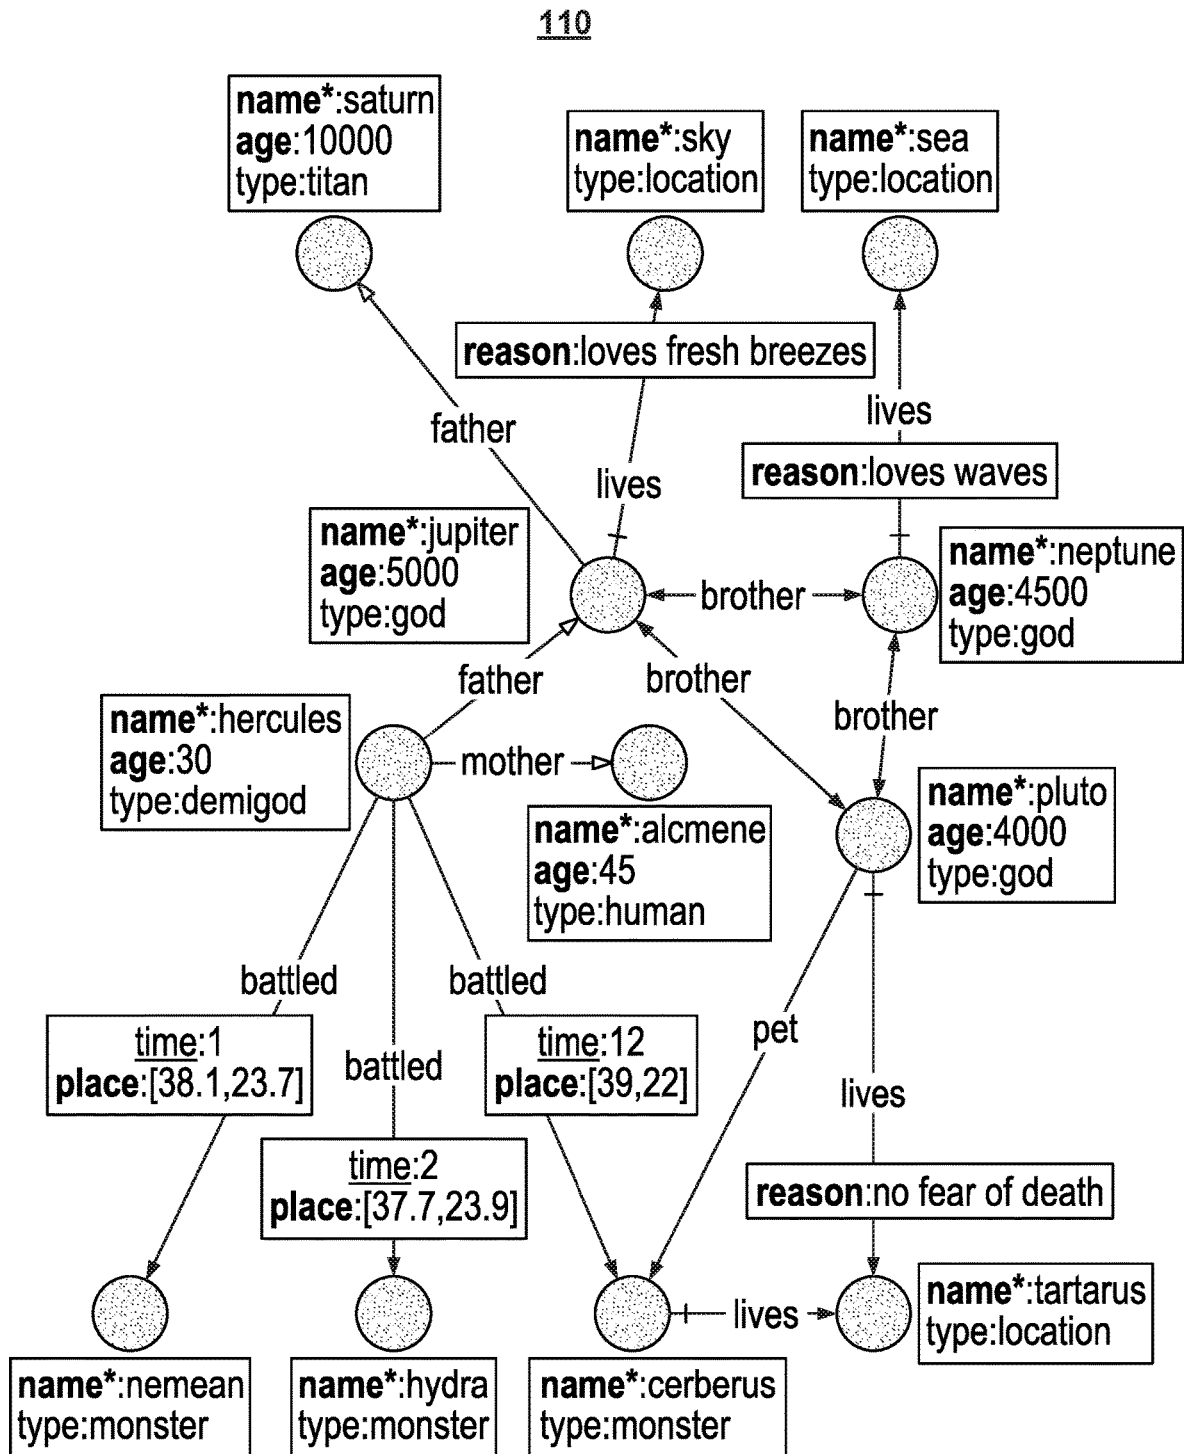 110
name*:saturn
age:10000
type:titan
name*:sky
type:location
name*:sea
type:location
reason:loves fresh breezes
father
lives
lives
reason:loves waves
name*:jupiter
age:5000
type:god
brother
name*:neptune
age:4500
type:god
father
brother
brother
name*:hercules
age:30
type:demigod
mother
name*:alcmene
age:45
type:human
name*:pluto
age:4000
type:god
battled
battled
battled
pet
lives
time:1
place:[38.1,23.7]
time:12
place:[39,22]
time:2
place:[37.7,23.9]
reason:no fear of death
lives
name*:tartarus
type:location
name*:nemean
type:monster
name*:hydra
type:monster
name*:cerberus
type:monster